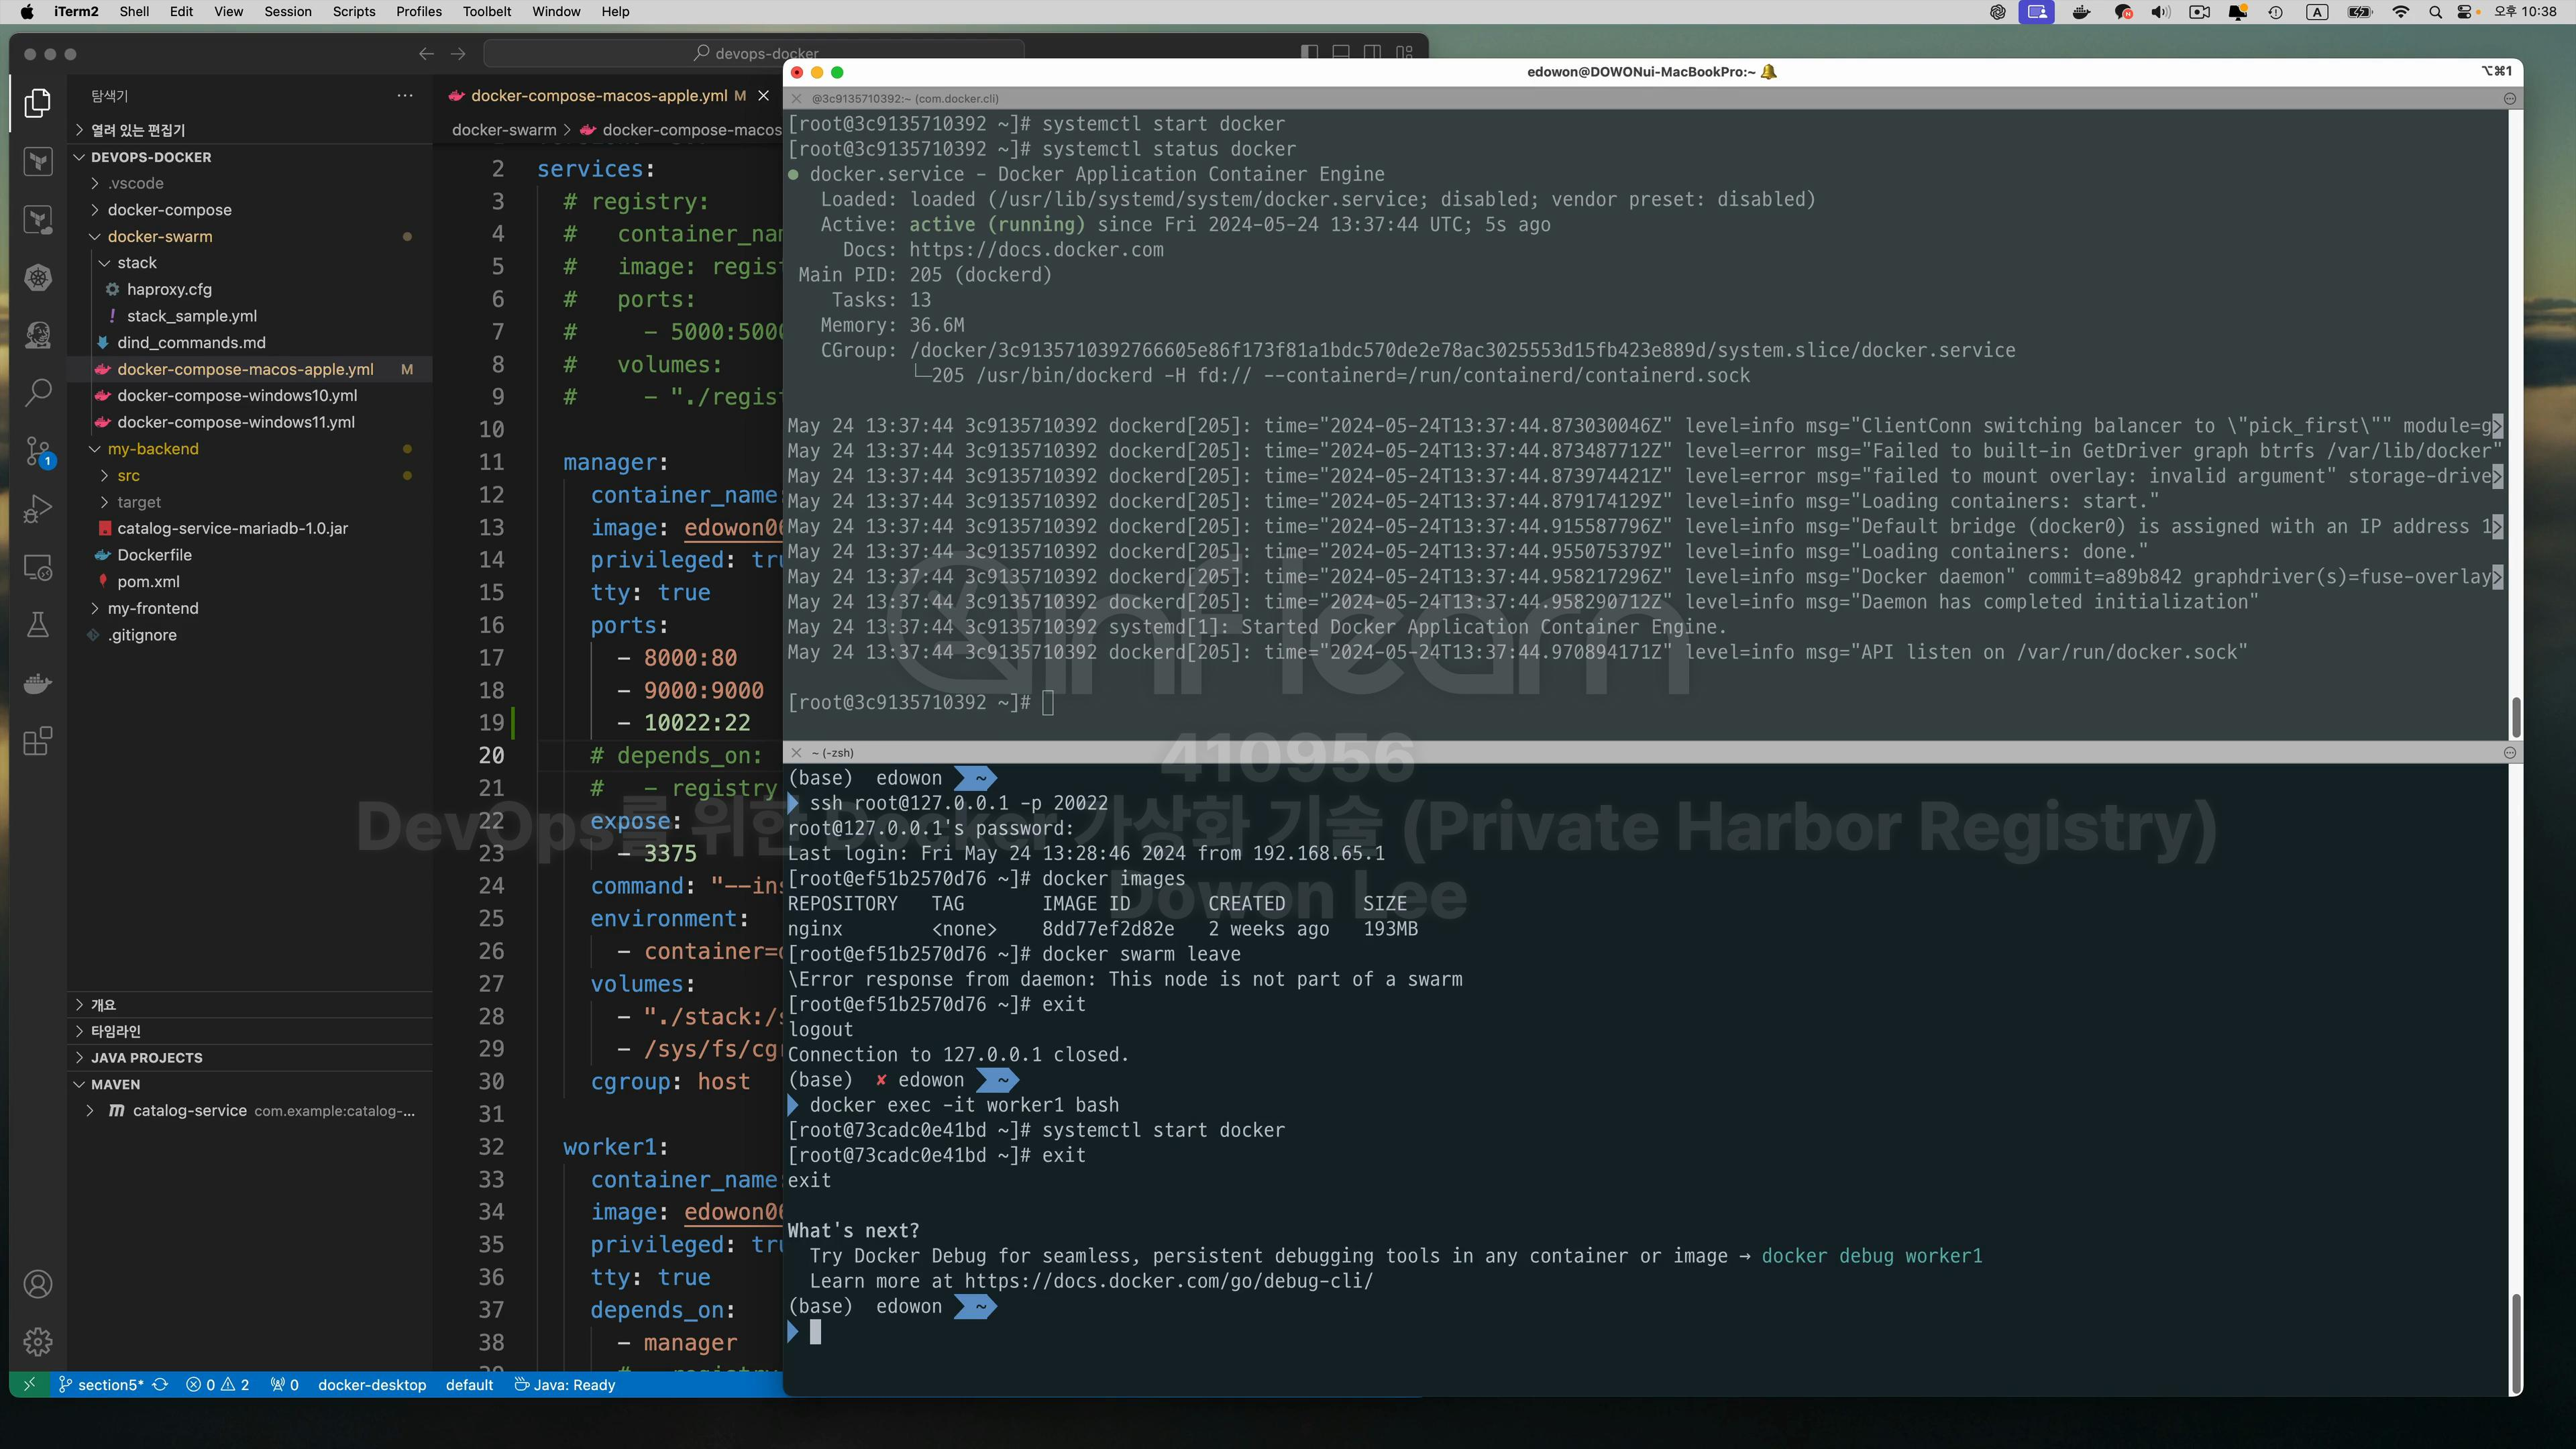 iTerm2 Shell Edit View Session Scripts Profiles Toolbelt Window Help
A 오후 10:38
devops-docker
탐색기
열려 있는 편집기
DEVOPS-DOCKER
.vscode
docker-compose
docker-swarm
stack
haproxy.cfg
! stack_sample.yml
dind_commands.md
docker-compose-macos-apple.yml M
docker-compose-windows10.yml
docker-compose-windows11.yml
my-backend
src
target
catalog-service-mariadb-1.0.jar
Dockerfile
pom.xml
my-frontend
.gitignore
1
개요
타임라인
JAVA PROJECTS
MAVEN
catalog-service com.example:catalog-...
section5* 0 2 0 docker-desktop default Java: Ready
docker-compose-macos-apple.yml M
docker-swarm > docker-compose-macos
2 services:
3 # registry:
4 # container_nam
5 # image: regist
6 # ports:
7 # - 5000:5000
8 # volumes:
9 # - "./regist
10
11 manager:
12 container_name:
13 image: edowon06
14 privileged: tru
15 tty: true
16 ports:
17 - 8000:80
18 - 9000:9000
19 - 10022:22
20 # depends_on:
21 # - registry
22 expose:
23 - 3375
24 command: "--ins
25 environment:
26 - container=d
27 volumes:
28 - "./stack:/s
29 - /sys/fs/cgr
30 cgroup: host
31
32 worker1:
33 container_name:
34 image: edowon06
35 privileged: tru
36 tty: true
37 depends_on:
38 - manager
edowon@DOWONui-MacBookPro:~ 🔔
⌥⌘1
@3c9135710392:~ (com.docker.cli)
[root@3c9135710392 ~]# systemctl start docker
[root@3c9135710392 ~]# systemctl status docker
● docker.service - Docker Application Container Engine
Loaded: loaded (/usr/lib/systemd/system/docker.service; disabled; vendor preset: disabled)
Active: active (running) since Fri 2024-05-24 13:37:44 UTC; 5s ago
Docs: https://docs.docker.com
Main PID: 205 (dockerd)
Tasks: 13
Memory: 36.6M
CGroup: /docker/3c9135710392766605e86f173f81a1bdc570de2e78ac3025553d15fb423e889d/system.slice/docker.service
└─205 /usr/bin/dockerd -H fd:// --containerd=/run/containerd/containerd.sock
May 24 13:37:44 3c9135710392 dockerd[205]: time="2024-05-24T13:37:44.873030046Z" level=info msg="ClientConn switching balancer to \"pick_first\"" module=g>
May 24 13:37:44 3c9135710392 dockerd[205]: time="2024-05-24T13:37:44.873487712Z" level=error msg="Failed to built-in GetDriver graph btrfs /var/lib/docker"
May 24 13:37:44 3c9135710392 dockerd[205]: time="2024-05-24T13:37:44.873974421Z" level=error msg="failed to mount overlay: invalid argument" storage-drive>
May 24 13:37:44 3c9135710392 dockerd[205]: time="2024-05-24T13:37:44.879174129Z" level=info msg="Loading containers: start."
May 24 13:37:44 3c9135710392 dockerd[205]: time="2024-05-24T13:37:44.915587796Z" level=info msg="Default bridge (docker0) is assigned with an IP address 1>
May 24 13:37:44 3c9135710392 dockerd[205]: time="2024-05-24T13:37:44.955075379Z" level=info msg="Loading containers: done."
May 24 13:37:44 3c9135710392 dockerd[205]: time="2024-05-24T13:37:44.958217296Z" level=info msg="Docker daemon" commit=a89b842 graphdriver(s)=fuse-overlay>
May 24 13:37:44 3c9135710392 dockerd[205]: time="2024-05-24T13:37:44.958290712Z" level=info msg="Daemon has completed initialization"
May 24 13:37:44 3c9135710392 systemd[1]: Started Docker Application Container Engine.
May 24 13:37:44 3c9135710392 dockerd[205]: time="2024-05-24T13:37:44.970894171Z" level=info msg="API listen on /var/run/docker.sock"
[root@3c9135710392 ~]#
~ (-zsh)
(base) edowon ~
ssh root@127.0.0.1 -p 20022
root@127.0.0.1's password:
Last login: Fri May 24 13:28:46 2024 from 192.168.65.1
[root@ef51b2570d76 ~]# docker images
REPOSITORY TAG IMAGE ID CREATED SIZE
nginx <none> 8dd77ef2d82e 2 weeks ago 193MB
[root@ef51b2570d76 ~]# docker swarm leave
\Error response from daemon: This node is not part of a swarm
[root@ef51b2570d76 ~]# exit
logout
Connection to 127.0.0.1 closed.
(base) ✘ edowon ~
docker exec -it worker1 bash
[root@73cadc0e41bd ~]# systemctl start docker
[root@73cadc0e41bd ~]# exit
exit
What's next?
Try Docker Debug for seamless, persistent debugging tools in any container or image → docker debug worker1
Learn more at https://docs.docker.com/go/debug-cli/
(base) edowon ~
inflearn
410956
DevOps를 위한 Docker 가상화 기술 (Private Harbor Registry)
Dowon Lee